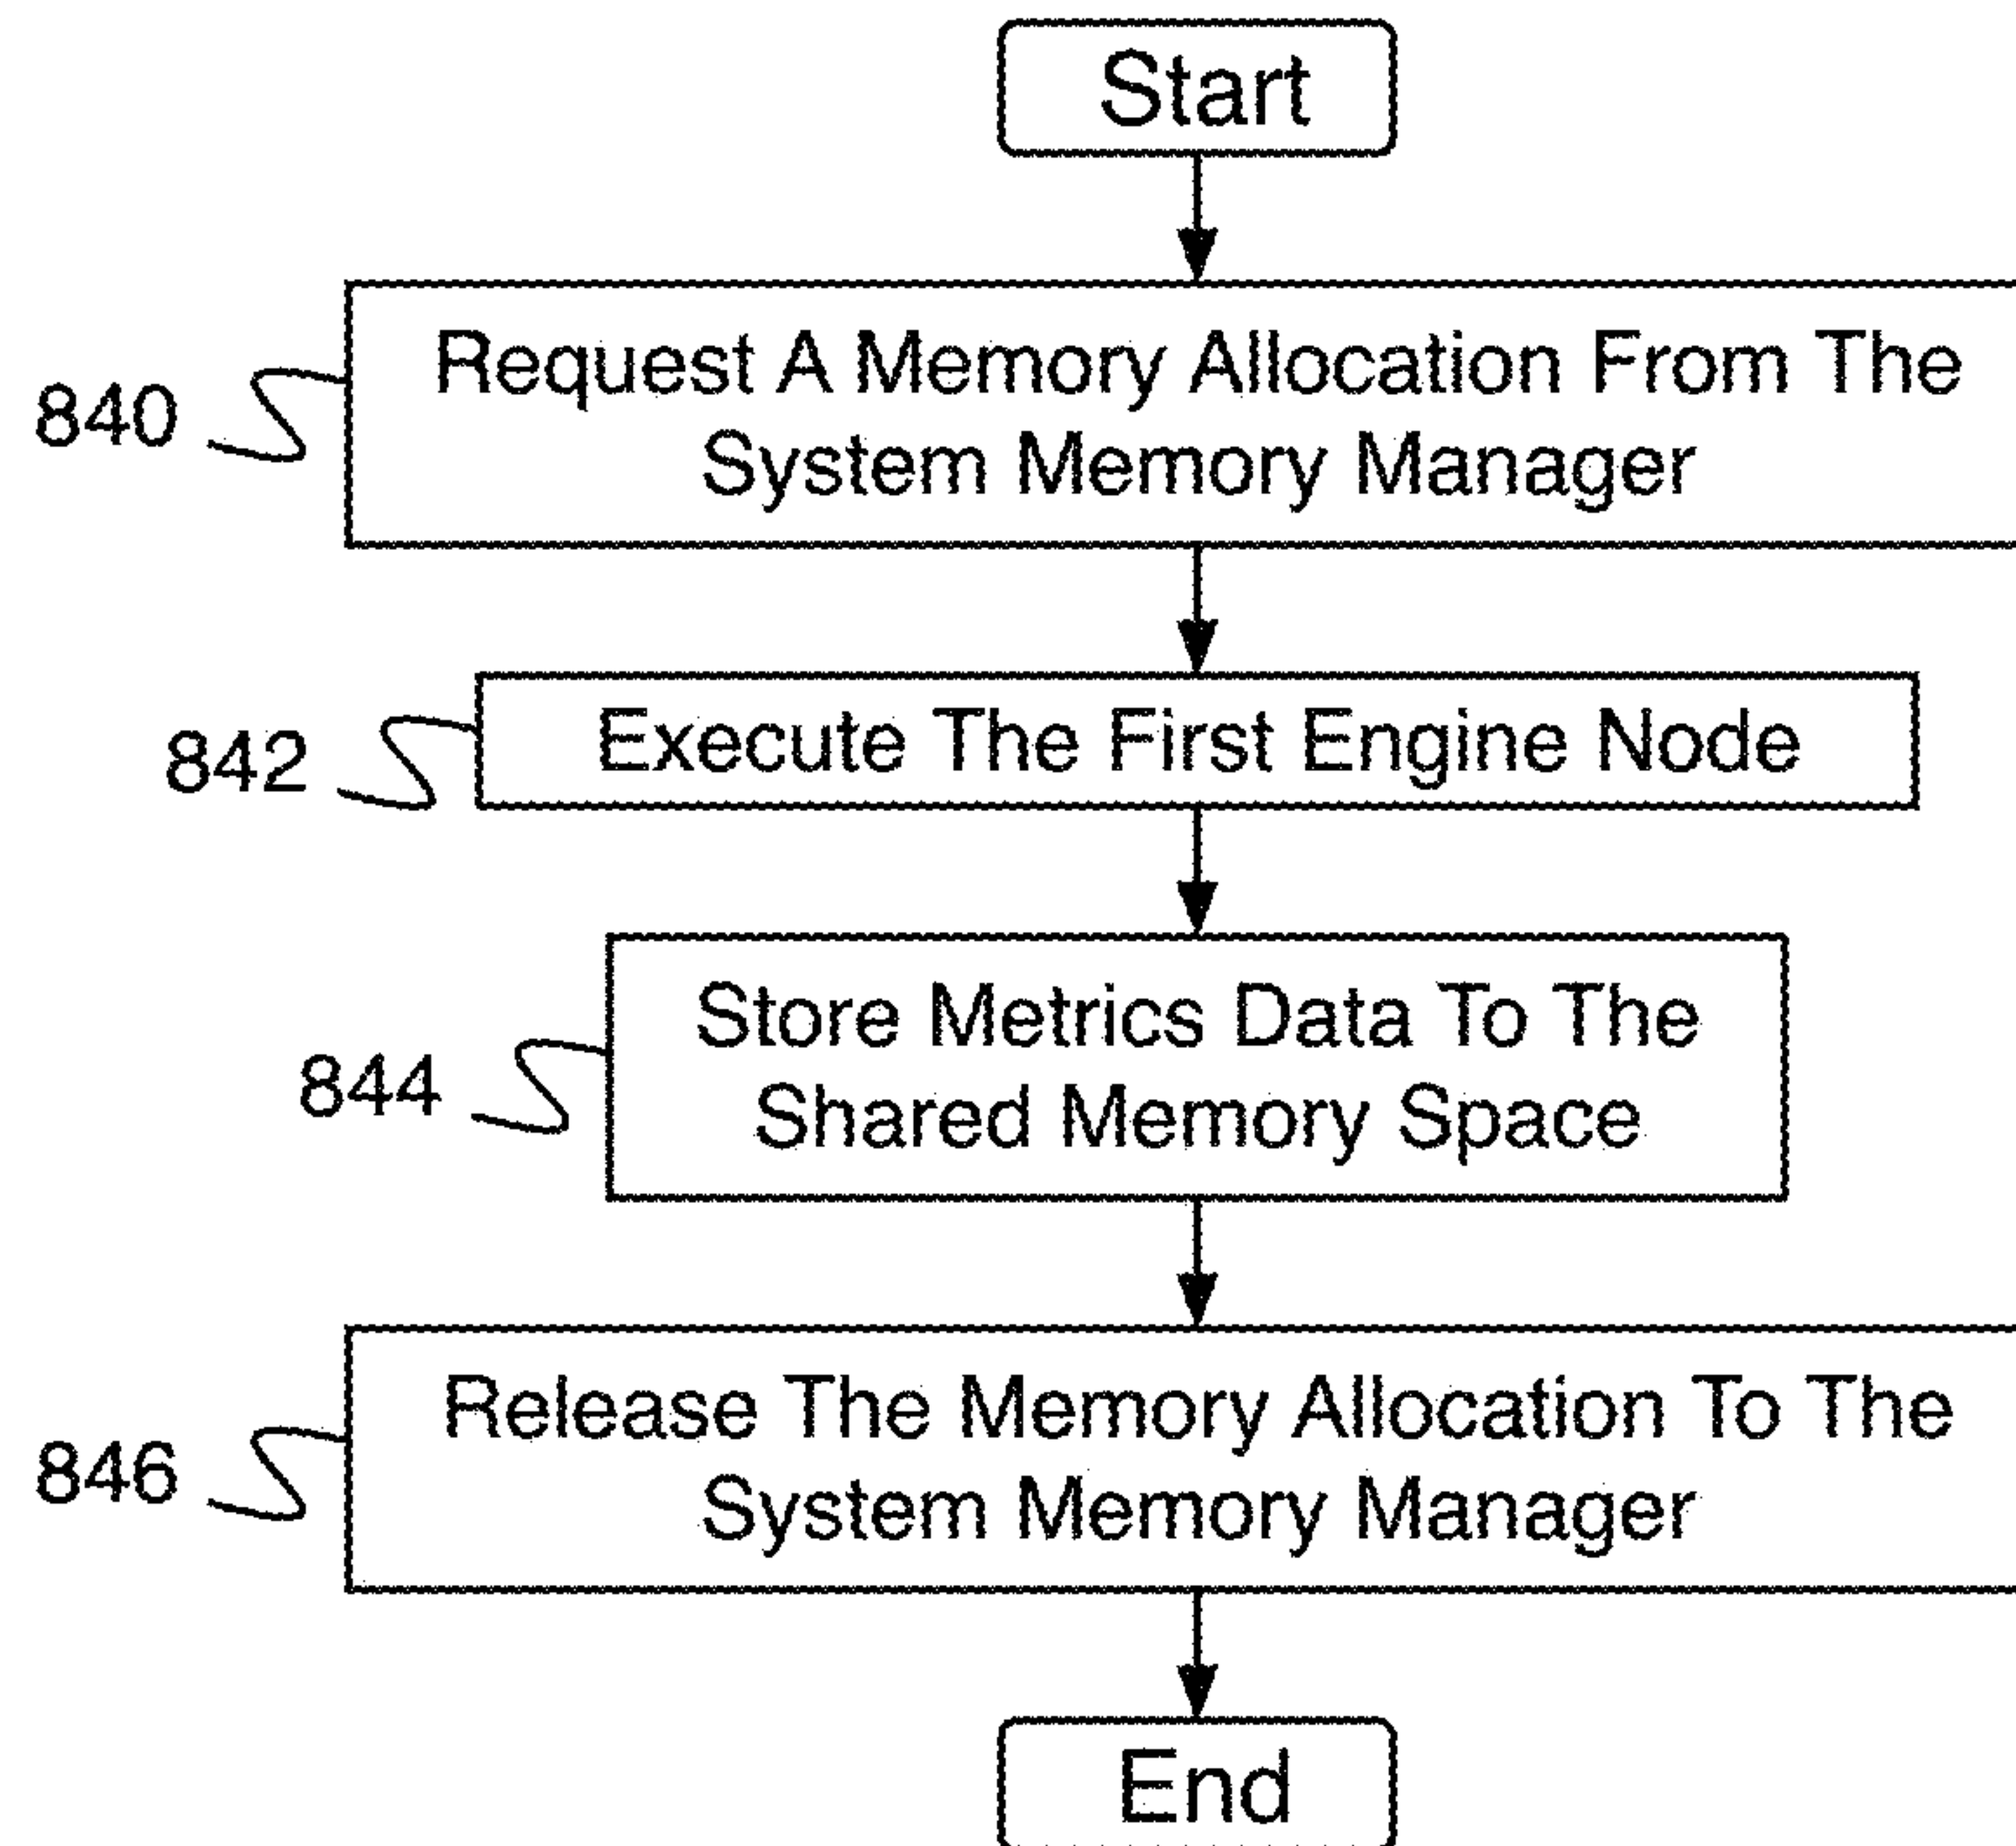 Start
840
Request A Memory Allocation From The
System Memory Manager
842
Execute The First Engine Node
844
Store Metrics Data To The
Shared Memory Space
846
Release The Memory Allocation To The
System Memory Manager
End